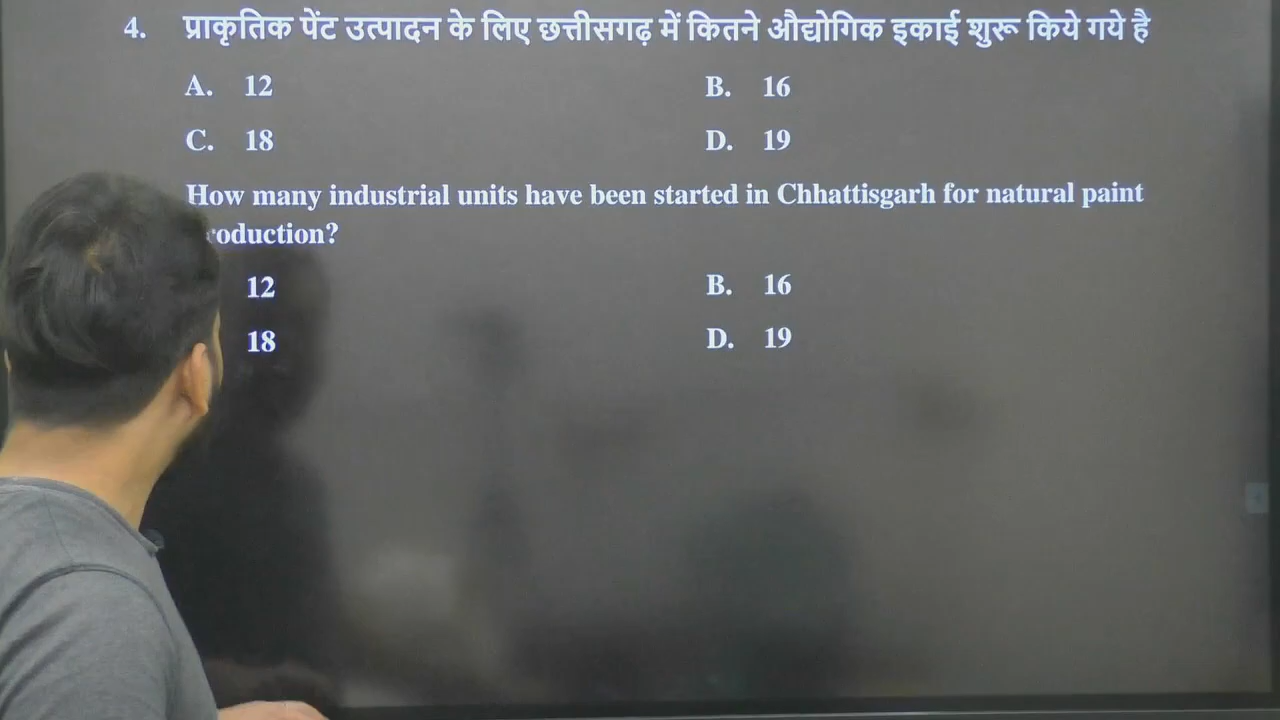 4. प्राकृतिक पेंट उत्पादन के लिए छत्तीसगढ़ में कितने औद्योगिक इकाई शुरू किये गये है
A. 12 B. 16
C. 18 D. 19
How many industrial units have been started in Chhattisgarh for natural paint
roduction?
12 B. 16
18 D. 19